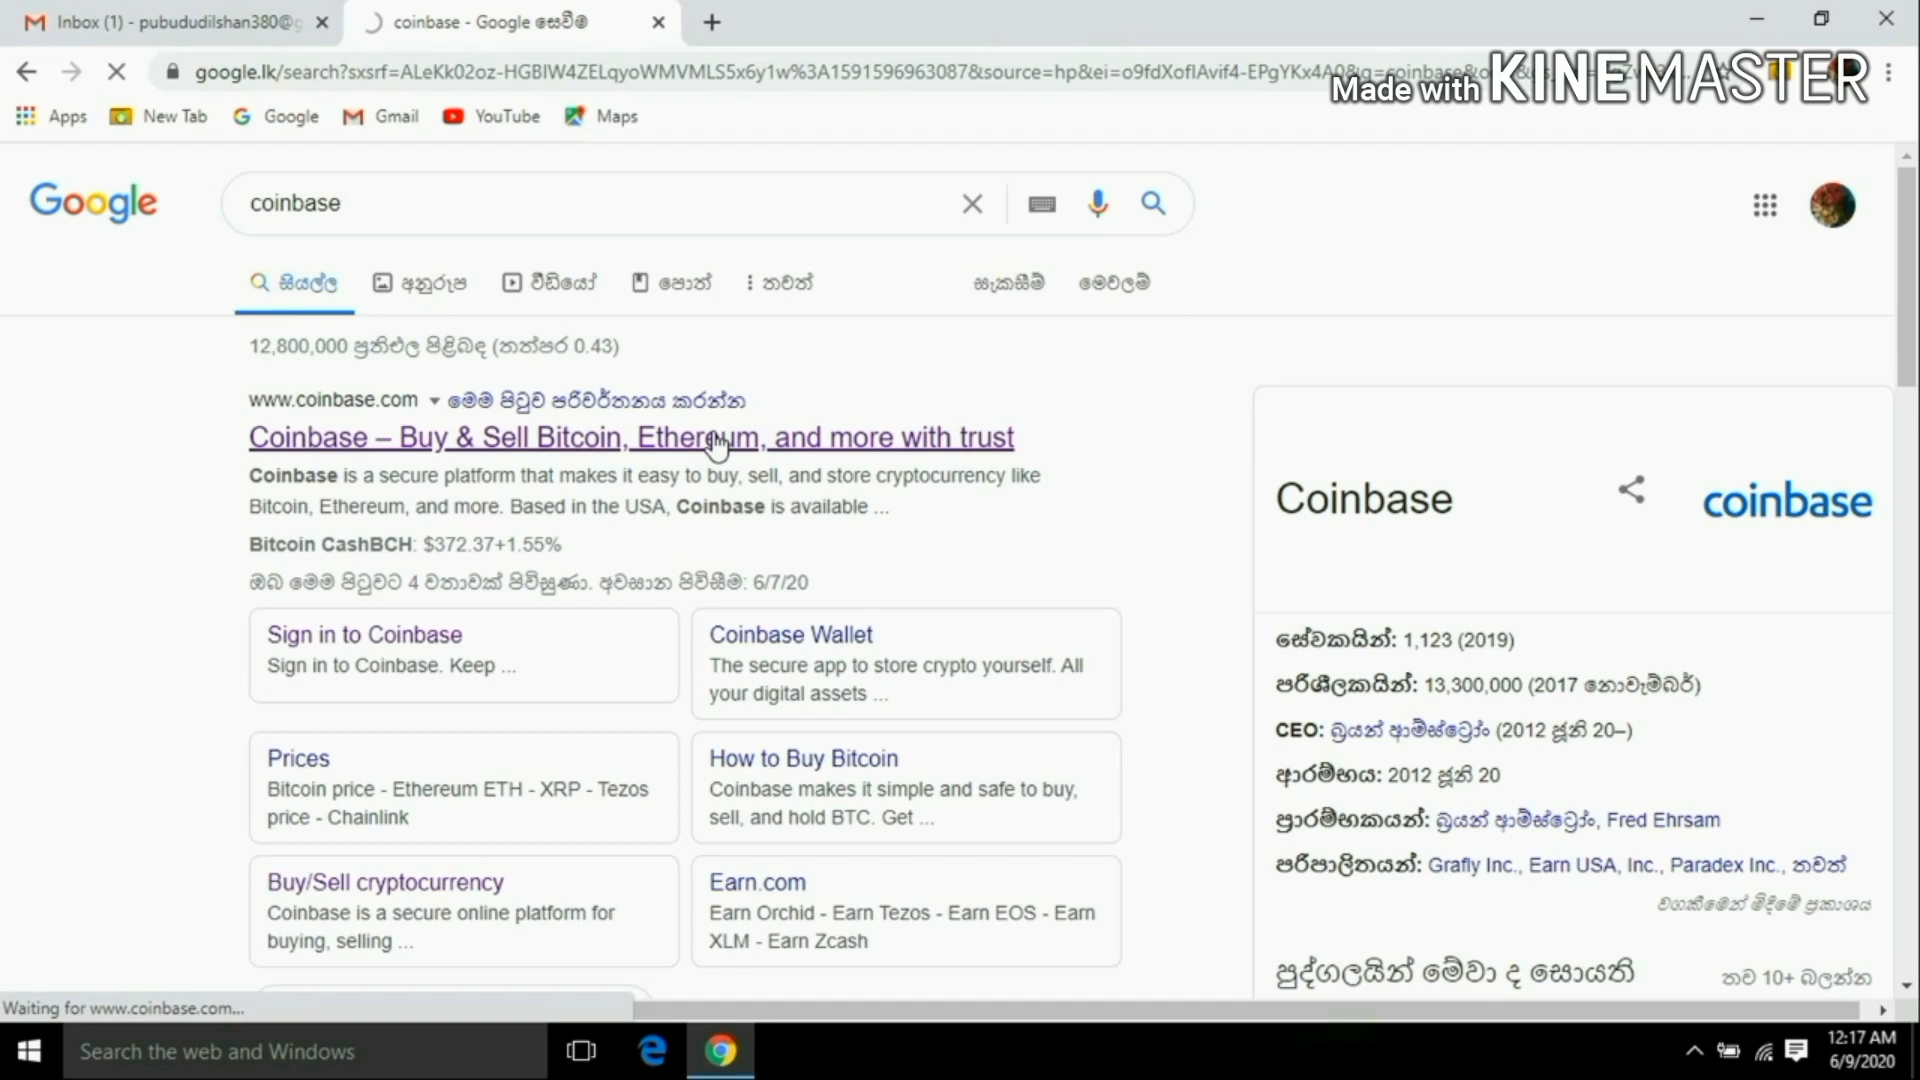 Inbox (1) - pubududilshan380@g
coinbase - Google සෙවීම
google.lk/search?sxsrf=ALeKk02oz-HGBIW4ZELqyoWMVMLS5x6y1w%3A1591596963087&source=hp&ei=o9fdXoflAvif4-EPgYKx4A0&q=coinbase&o
Made with KINEMASTER
Apps New Tab Google Gmail YouTube Maps
Google
coinbase
සියල්ල අනුරූප වීඩියෝ පොත් තවත් සැකසීම් මෙවලම්
12,800,000 ප්‍රතිඵල පිළිබඳ (තත්පර 0.43)
www.coinbase.com මෙම පිටුව පරිවර්තනය කරන්න
Coinbase – Buy & Sell Bitcoin, Ethereum, and more with trust
Coinbase is a secure platform that makes it easy to buy, sell, and store cryptocurrency like
Bitcoin, Ethereum, and more. Based in the USA, Coinbase is available ...
Bitcoin CashBCH: $372.37+1.55%
ඔබ මෙම පිටුවට 4 වතාවක් පිවිසුණා. අවසාන පිවිසීම: 6/7/20
Sign in to Coinbase
Sign in to Coinbase. Keep ...
Coinbase Wallet
The secure app to store crypto yourself. All
your digital assets ...
Prices
Bitcoin price - Ethereum ETH - XRP - Tezos
price - Chainlink
How to Buy Bitcoin
Coinbase makes it simple and safe to buy,
sell, and hold BTC. Get ...
Buy/Sell cryptocurrency
Coinbase is a secure online platform for
buying, selling ...
Earn.com
Earn Orchid - Earn Tezos - Earn EOS - Earn
XLM - Earn Zcash
Coinbase
coinbase
සේවකයින්: 1,123 (2019)
පරිශීලකයින්: 13,300,000 (2017 නොවැම්බර්)
CEO: බ්‍රයන් ආම්ස්ට්‍රෝං (2012 ජූනි 20–)
ආරම්භය: 2012 ජූනි 20
ප්‍රාරම්භකයන්: බ්‍රයන් ආම්ස්ට්‍රෝං, Fred Ehrsam
පරිපාලිතයන්: Grafly Inc., Earn USA, Inc., Paradex Inc., තවත්
වගකීමෙන් මිදීමේ ප්‍රකාශය
පුද්ගලයින් මේවා ද සොයති
තව 10+ බලන්න
Waiting for www.coinbase.com...
Search the web and Windows
12:17 AM
6/9/2020